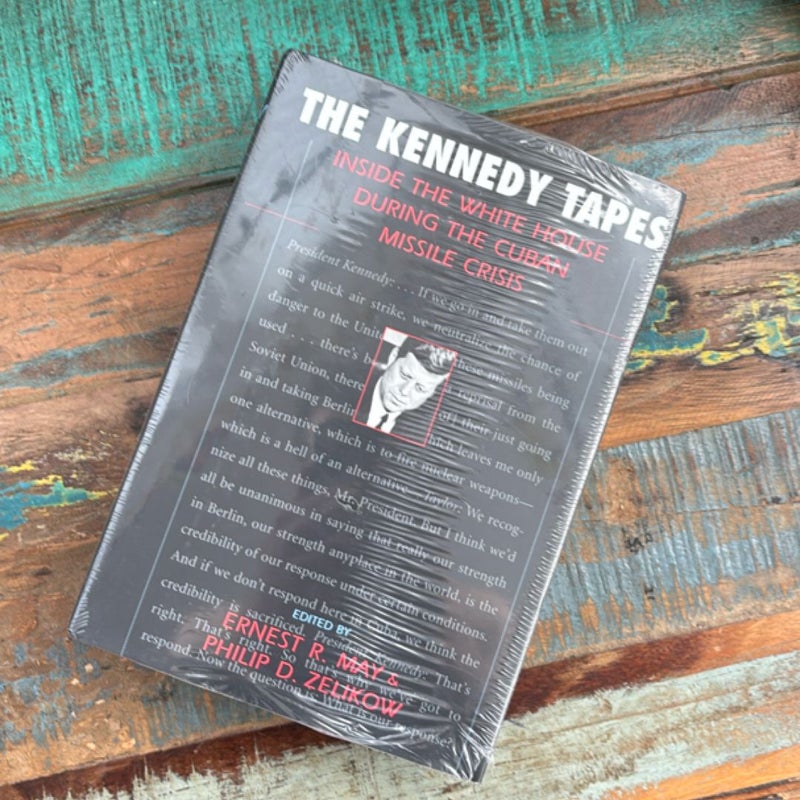 THE KENNEDY TAPES
INSIDE THE WHITE HOUSE
DURING THE CUBAN
MISSILE CRISIS
President Kennedy: . . . If we go in and take them out
on a quick air strike, we neutralize the chance of
danger to the Unite these missiles being
used . . . there's b reprisal from the
Soviet Union, there of their just going
in and taking Berlin which leaves me only
one alternative, which is to fire nuclear weapons—
which is a hell of an alternative . . . Taylor: We recog-
nize all these things, Mr. President. But I think we'd
all be unanimous in saying that really our strength
in Berlin, our strength anyplace in the world, is the
credibility of our response under certain conditions.
And if we don't respond here in Cuba, we think the
credibility is sacrificed. President Kennedy: That's
right. That's right. So that's why we've got to
respond. Now the question is: What is our response?
EDITED BY
ERNEST R. MAY &
PHILIP D. ZELIKOW